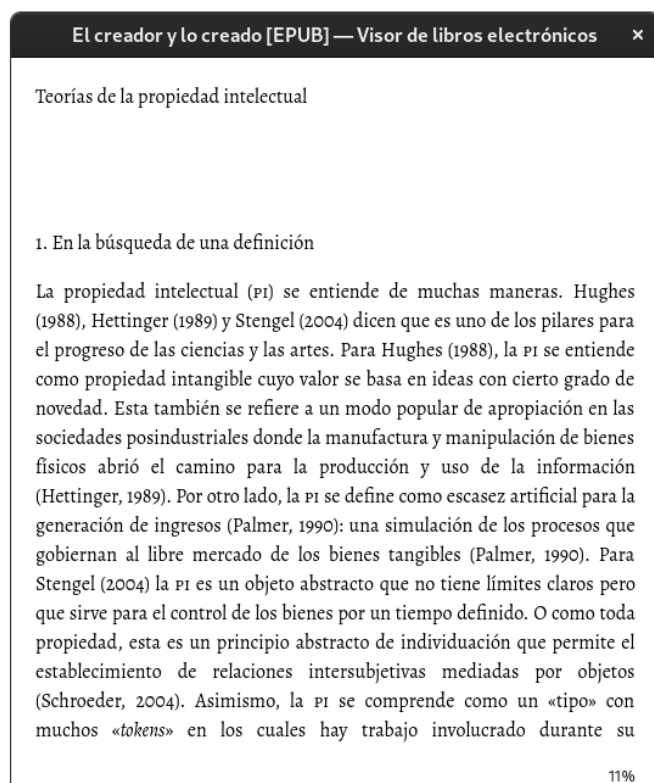 El creador y lo creado [EPUB] — Visor de libros electrónicos ×
Teorías de la propiedad intelectual
1. En la búsqueda de una definición
La propiedad intelectual (PI) se entiende de muchas maneras. Hughes
(1988), Hettinger (1989) y Stengel (2004) dicen que es uno de los pilares para
el progreso de las ciencias y las artes. Para Hughes (1988), la PI se entiende
como propiedad intangible cuyo valor se basa en ideas con cierto grado de
novedad. Esta también se refiere a un modo popular de apropiación en las
sociedades posindustriales donde la manufactura y manipulación de bienes
físicos abrió el camino para la producción y uso de la información
(Hettinger, 1989). Por otro lado, la PI se define como escasez artificial para la
generación de ingresos (Palmer, 1990): una simulación de los procesos que
gobiernan al libre mercado de los bienes tangibles (Palmer, 1990). Para
Stengel (2004) la PI es un objeto abstracto que no tiene límites claros pero
que sirve para el control de los bienes por un tiempo definido. O como toda
propiedad, esta es un principio abstracto de individuación que permite el
establecimiento de relaciones intersubjetivas mediadas por objetos
(Schroeder, 2004). Asimismo, la PI se comprende como un «tipo» con
muchos «tokens» en los cuales hay trabajo involucrado durante su
11%